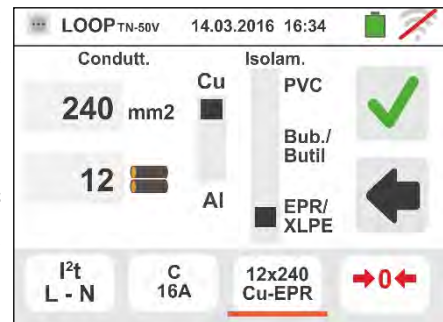 LOOP TN-50V 14.03.2016 16:34
Condutt. Isolam.
Cu PVC
240 mm2
Bub./
Butil
12
Al EPR/
XLPE
I²t
L - N
C
16A
12x240
Cu-EPR
0